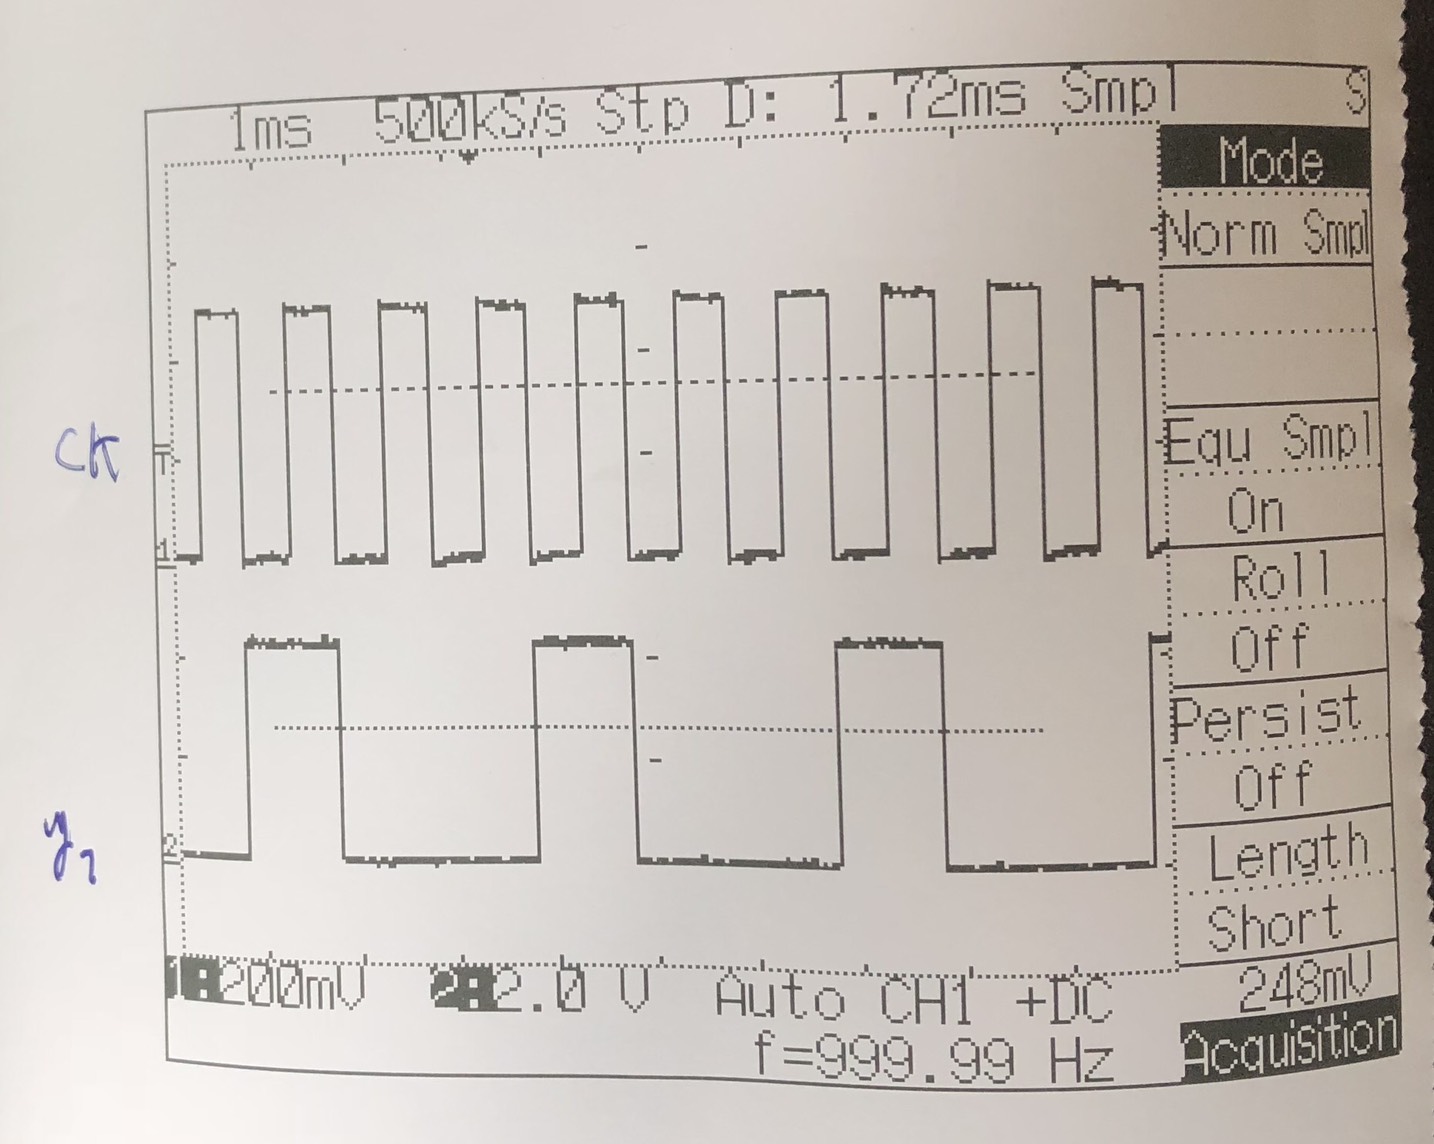 1ms 500kS/s Stp D: 1.72ms Smpl S
Mode
Norm Smpl
CK
T
Equ Smpl
On
1
Roll
Off
Persist
Off
y1
2
Length
Short
1 200mV 2 2.0 V Auto CH1 +DC 248mV
f=999.99 Hz Acquisition